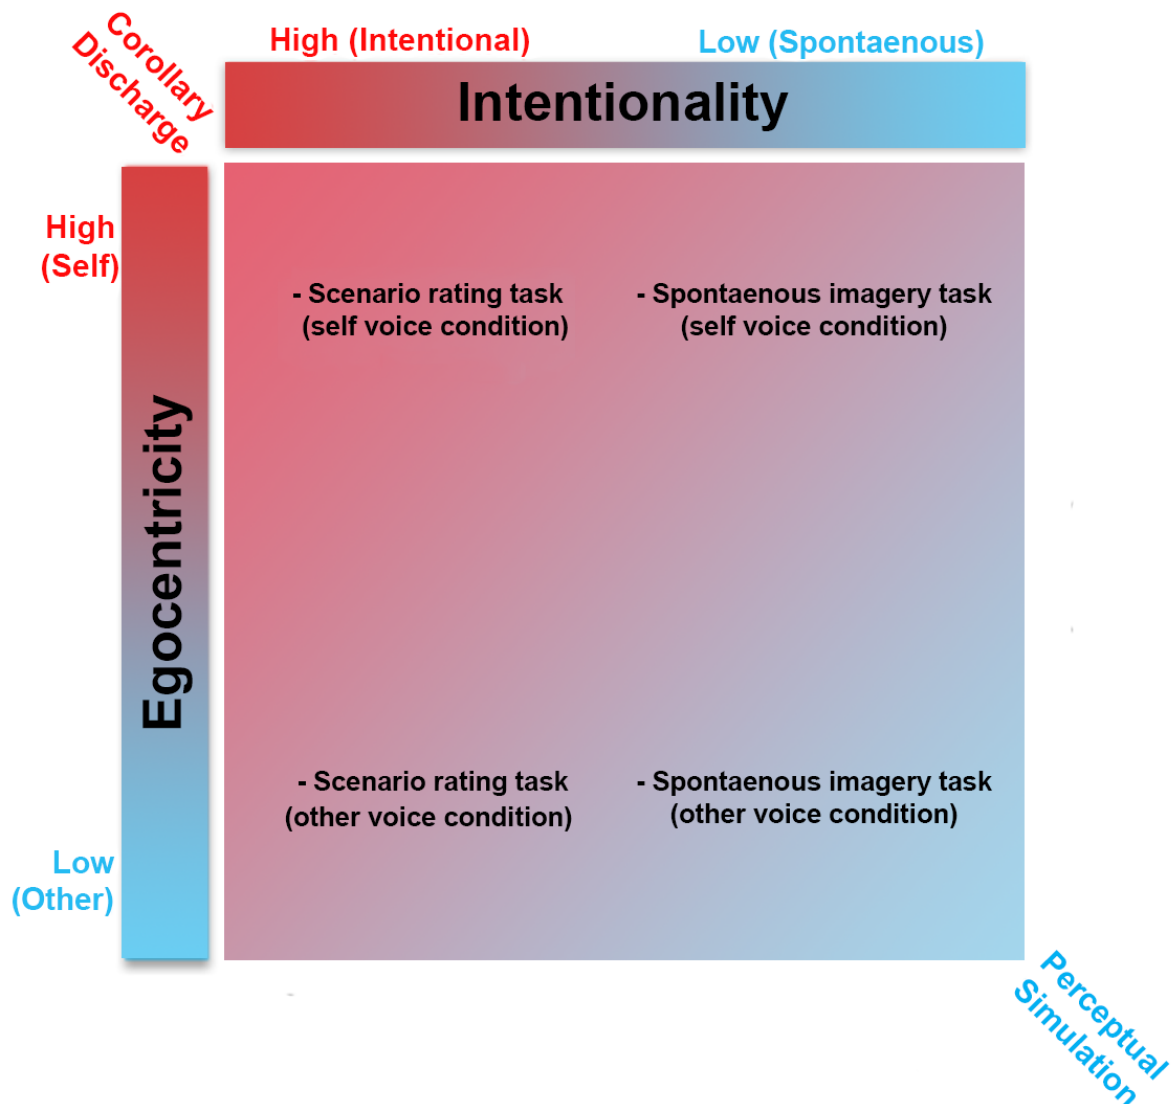 Corollary
Discharge
High (Intentional)
Low (Spontaenous)
Intentionality
High
(Self)
Egocentricity
Low
(Other)
- Scenario rating task
(self voice condition)
- Spontaenous imagery task
(self voice condition)
- Scenario rating task
(other voice condition)
- Spontaenous imagery task
(other voice condition)
Perceptual
Simulation